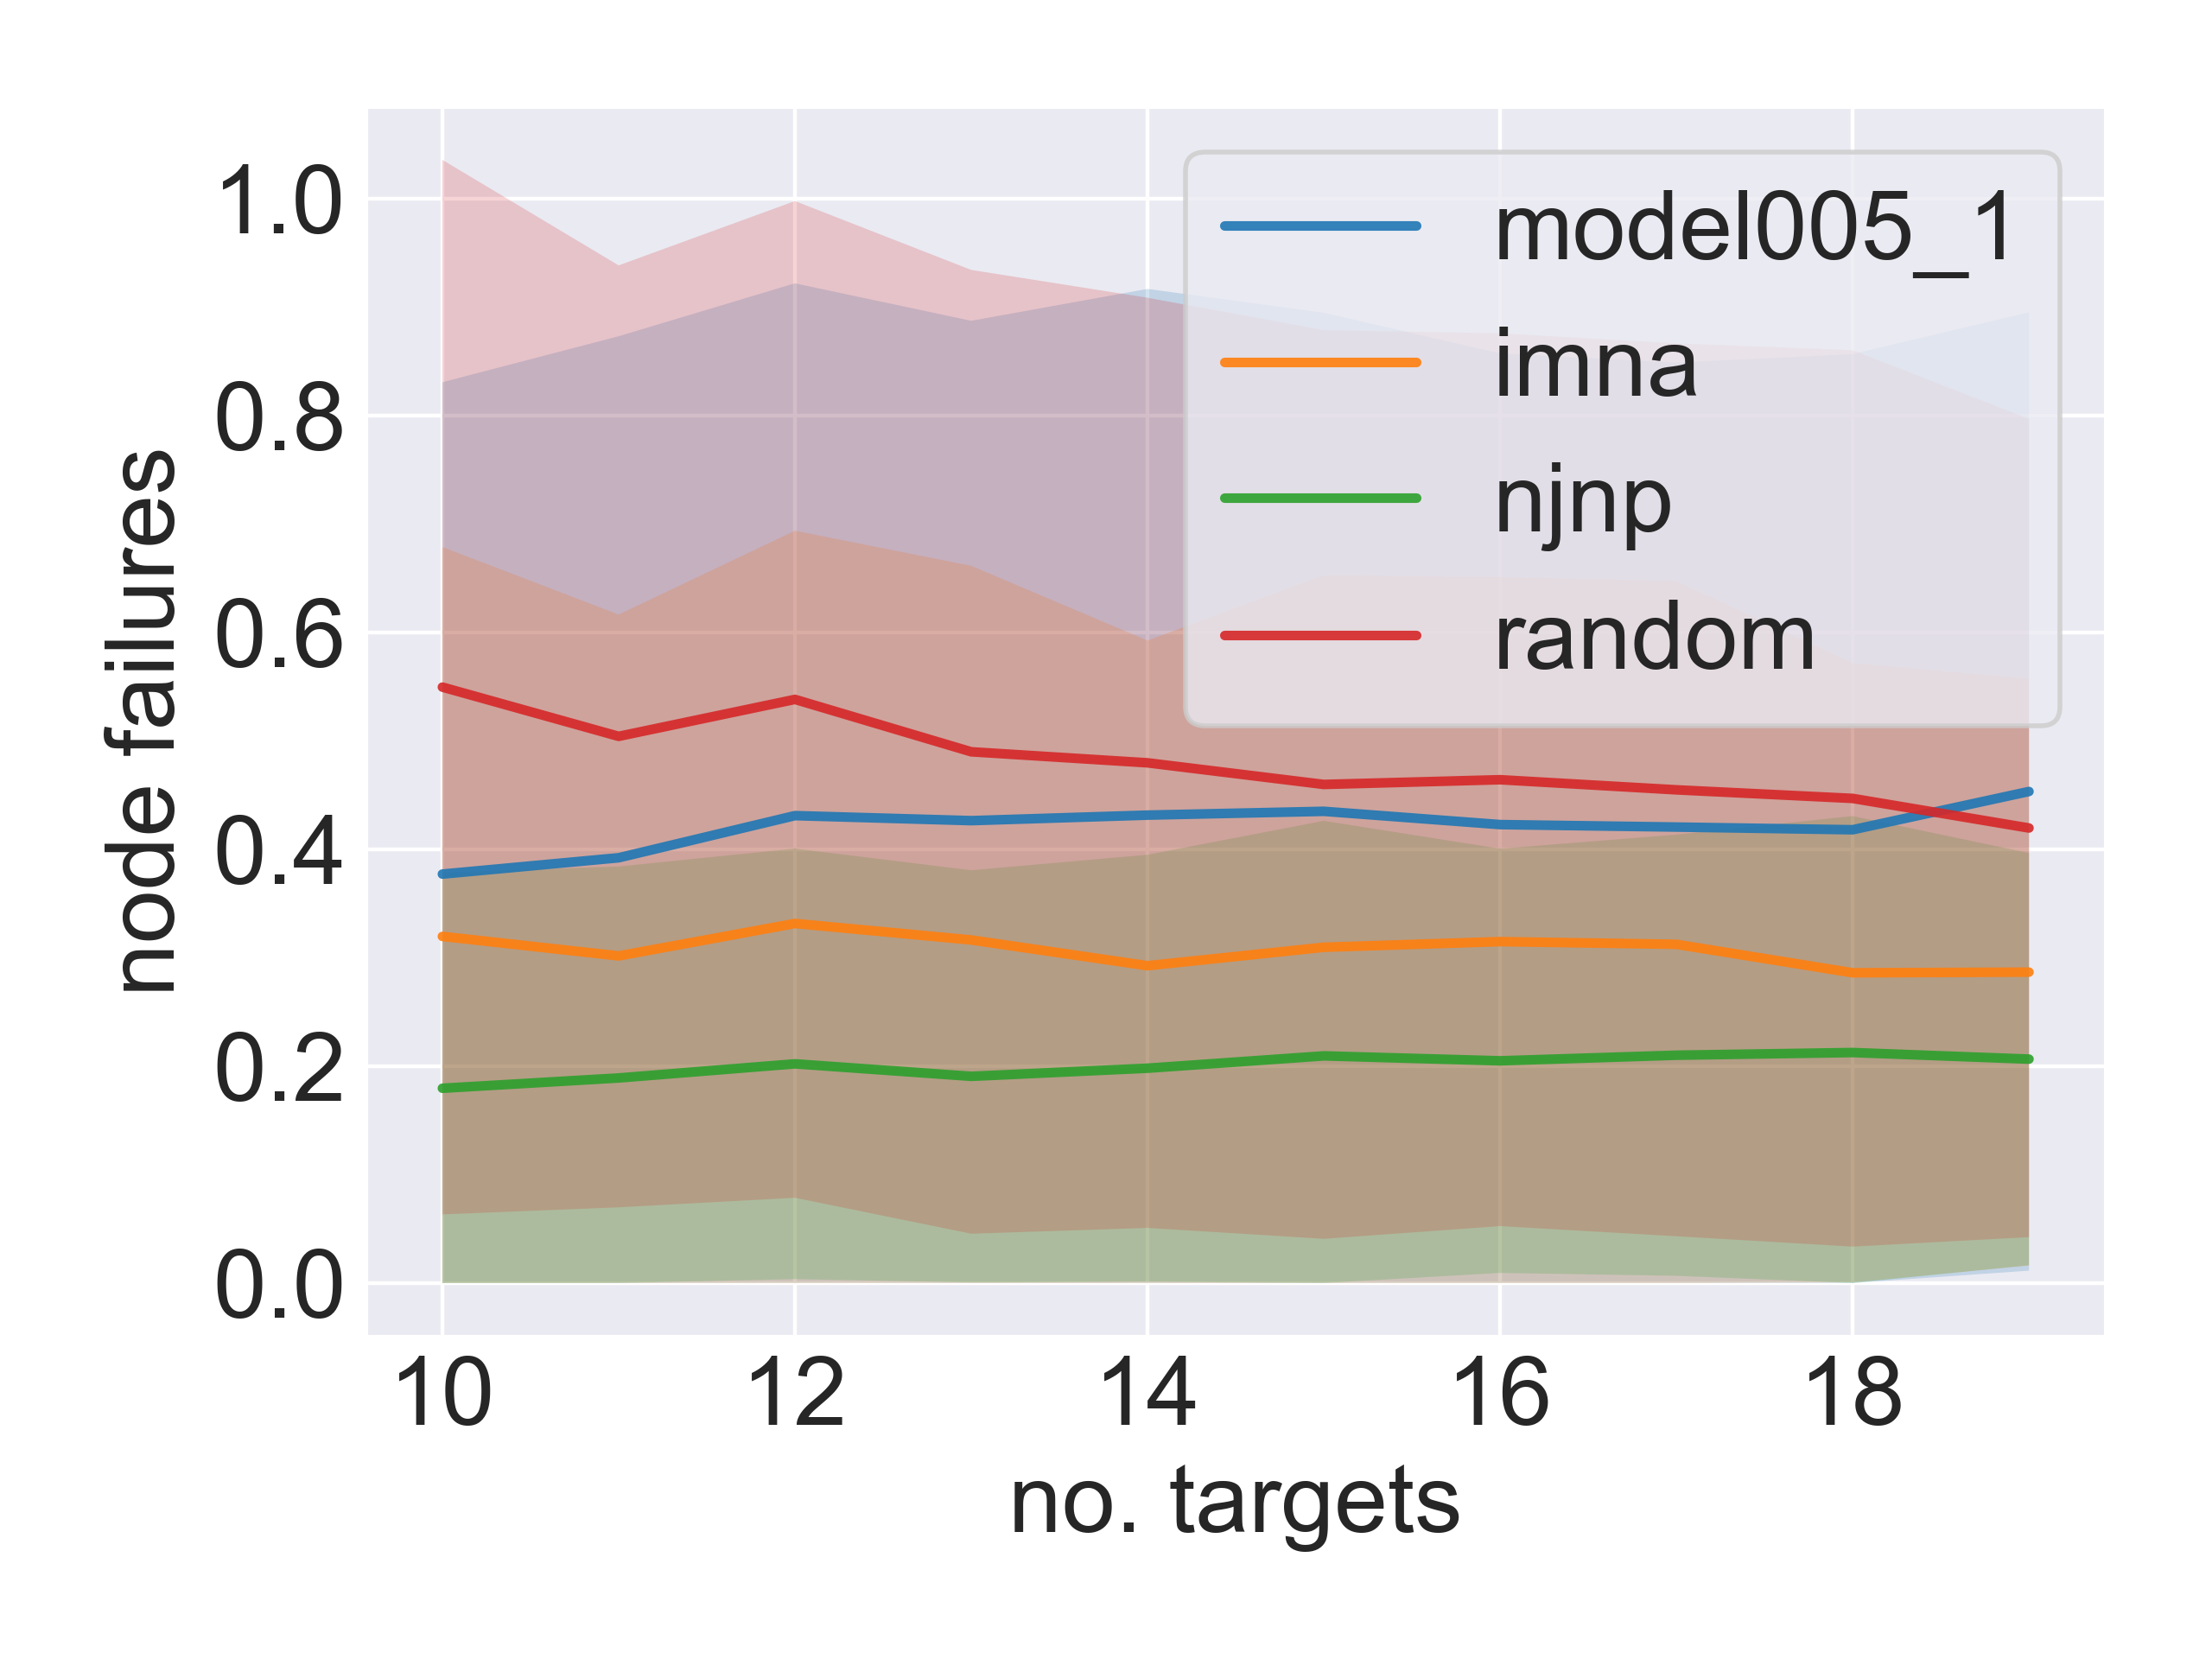 node failures
1.0
0.8
0.6
0.4
0.2
0.0
10 12 14 16 18
no. targets
model005_1
imna
njnp
random